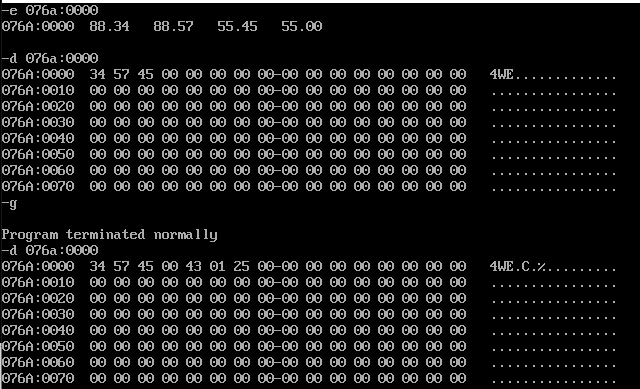 -e 076a:0000
076A:0000  88.34   88.57   55.45   55.00
-d 076a:0000
076A:0000  34 57 45 00 00 00 00 00-00 00 00 00 00 00 00 00   4WE.............
076A:0010  00 00 00 00 00 00 00 00-00 00 00 00 00 00 00 00   ................
076A:0020  00 00 00 00 00 00 00 00-00 00 00 00 00 00 00 00   ................
076A:0030  00 00 00 00 00 00 00 00-00 00 00 00 00 00 00 00   ................
076A:0040  00 00 00 00 00 00 00 00-00 00 00 00 00 00 00 00   ................
076A:0050  00 00 00 00 00 00 00 00-00 00 00 00 00 00 00 00   ................
076A:0060  00 00 00 00 00 00 00 00-00 00 00 00 00 00 00 00   ................
076A:0070  00 00 00 00 00 00 00 00-00 00 00 00 00 00 00 00   ................
-g
Program terminated normally
-d 076a:0000
076A:0000  34 57 45 00 43 01 25 00-00 00 00 00 00 00 00 00   4WE.C.%.........
076A:0010  00 00 00 00 00 00 00 00-00 00 00 00 00 00 00 00   ................
076A:0020  00 00 00 00 00 00 00 00-00 00 00 00 00 00 00 00   ................
076A:0030  00 00 00 00 00 00 00 00-00 00 00 00 00 00 00 00   ................
076A:0040  00 00 00 00 00 00 00 00-00 00 00 00 00 00 00 00   ................
076A:0050  00 00 00 00 00 00 00 00-00 00 00 00 00 00 00 00   ................
076A:0060  00 00 00 00 00 00 00 00-00 00 00 00 00 00 00 00   ................
076A:0070  00 00 00 00 00 00 00 00-00 00 00 00 00 00 00 00   ................